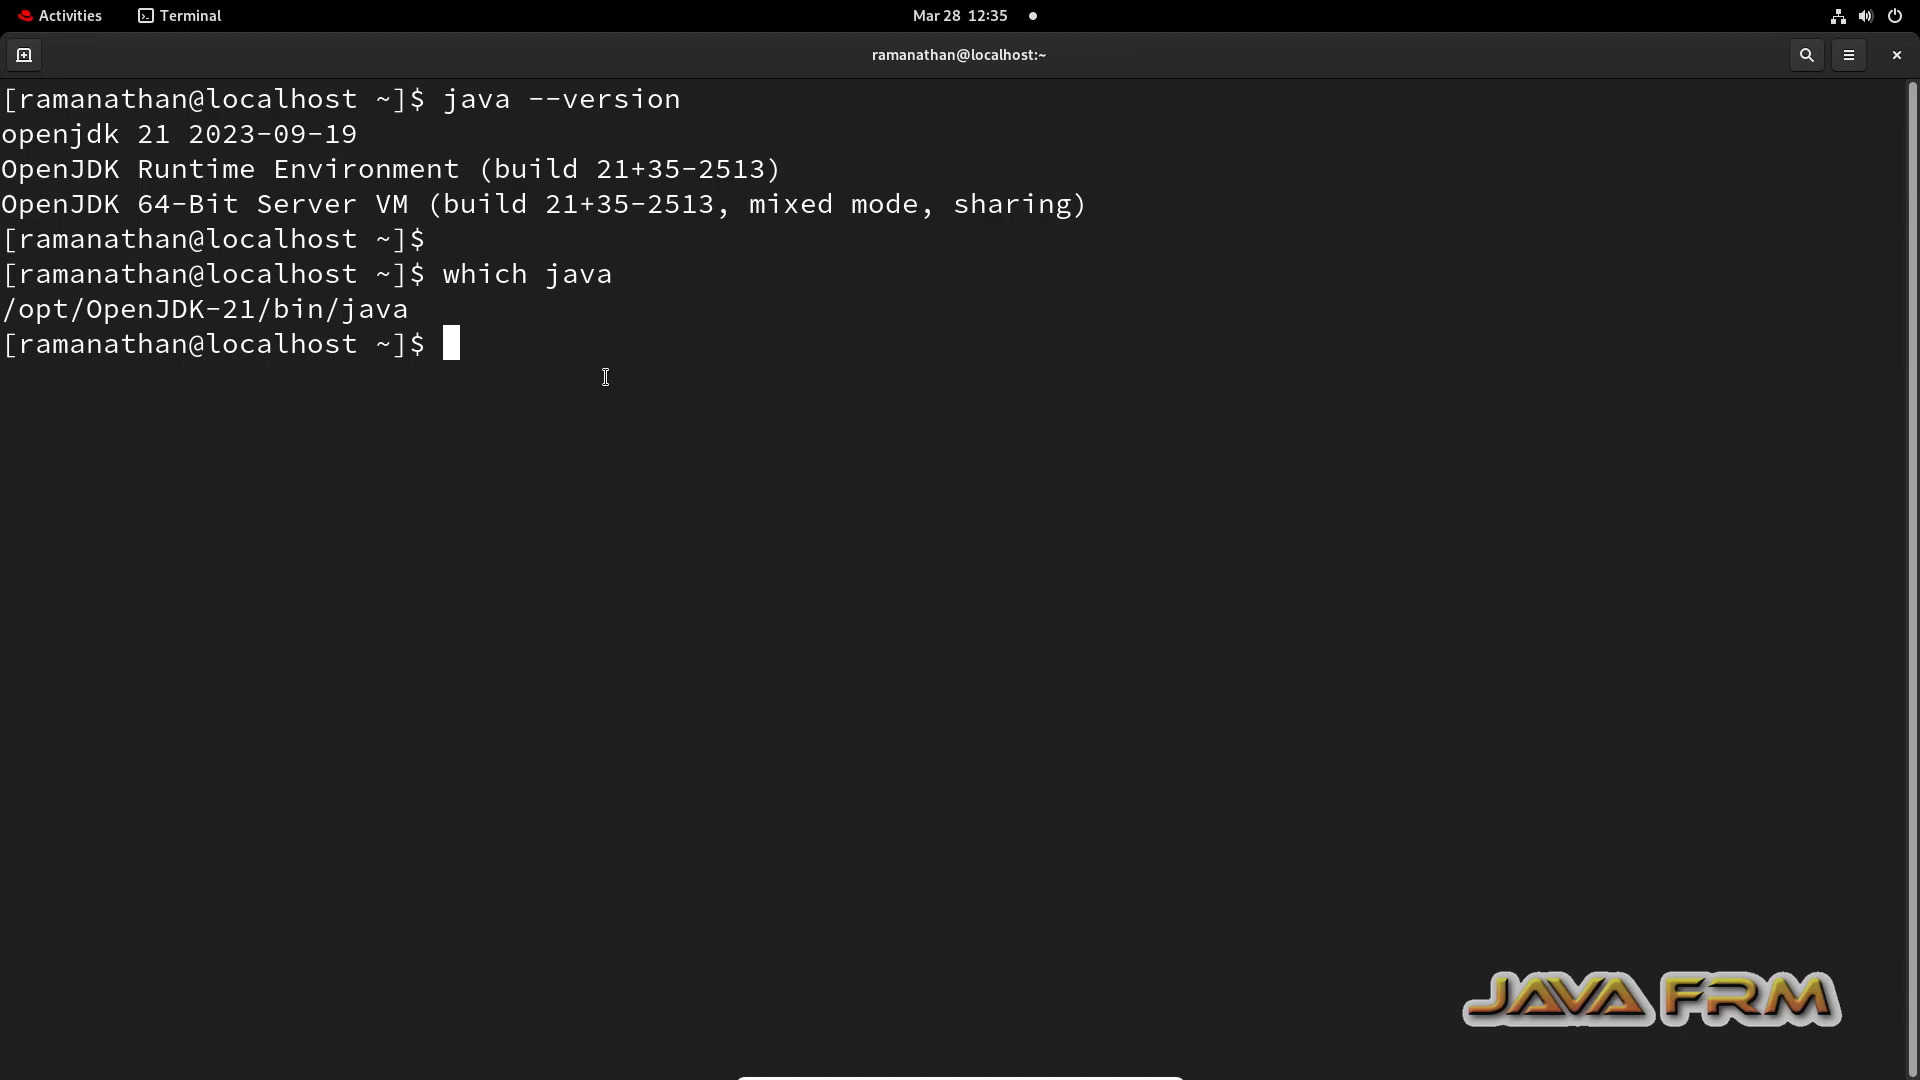 Activities Terminal Mar 28 12:35
ramanathan@localhost:~
[ramanathan@localhost ~]$ java --version
openjdk 21 2023-09-19
OpenJDK Runtime Environment (build 21+35-2513)
OpenJDK 64-Bit Server VM (build 21+35-2513, mixed mode, sharing)
[ramanathan@localhost ~]$
[ramanathan@localhost ~]$ which java
/opt/OpenJDK-21/bin/java
[ramanathan@localhost ~]$
JAVA FRM